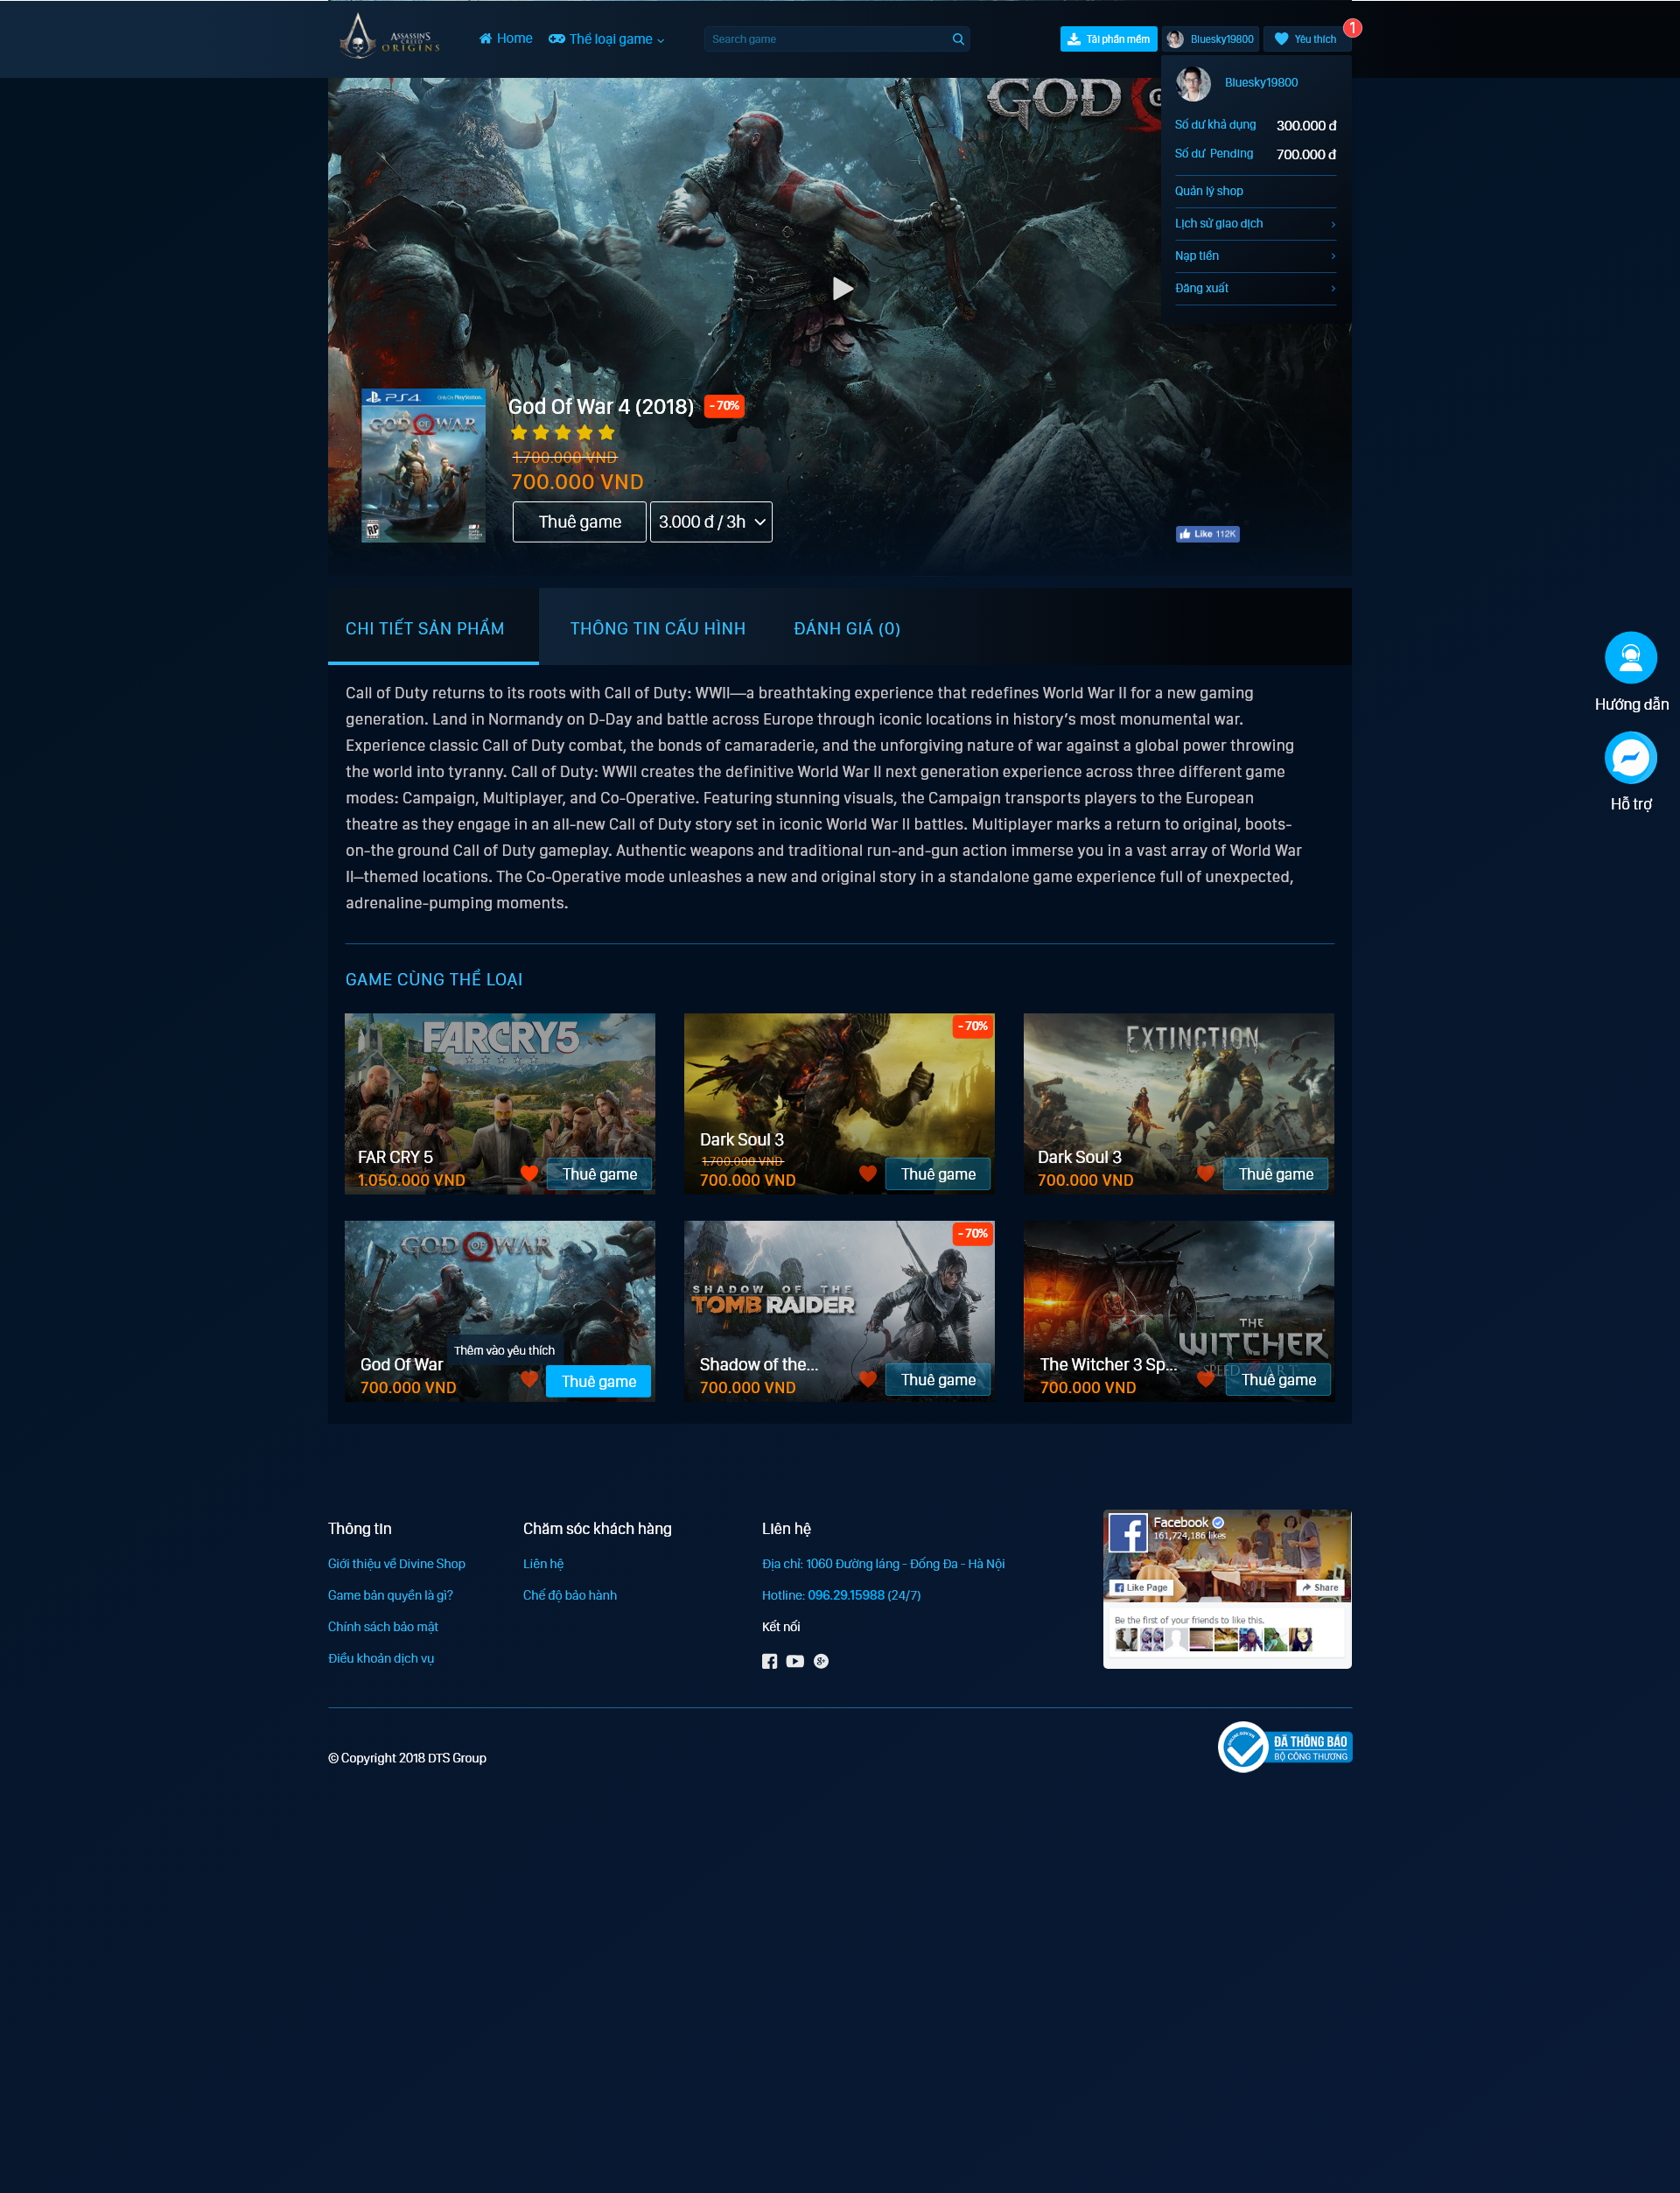 ASSASSIN'S
CREED
ORIGINS
Home
Thể loại game
Search game
Tải phần mềm
Bluesky19800
Yêu thích
1
Bluesky19800
Số dư khả dụng
300.000 đ
Số dư Pending
700.000 đ
Quản lý shop
Lịch sử giao dịch
Nạp tiền
Đăng xuất
GOD
PS4
Only On PlayStation
GOD OF WAR
RP
God Of War 4 (2018)
- 70%
1.700.000 VND
700.000 VND
Thuê game
3.000 đ / 3h
Like 112K
CHI TIẾT SẢN PHẨM
THÔNG TIN CẤU HÌNH
ĐÁNH GIÁ (0)
Call of Duty returns to its roots with Call of Duty: WWII—a breathtaking experience that redefines World War II for a new gaming
generation. Land in Normandy on D-Day and battle across Europe through iconic locations in history’s most monumental war.
Experience classic Call of Duty combat, the bonds of camaraderie, and the unforgiving nature of war against a global power throwing
the world into tyranny. Call of Duty: WWII creates the definitive World War II next generation experience across three different game
modes: Campaign, Multiplayer, and Co-Operative. Featuring stunning visuals, the Campaign transports players to the European
theatre as they engage in an all-new Call of Duty story set in iconic World War II battles. Multiplayer marks a return to original, boots-
on-the ground Call of Duty gameplay. Authentic weapons and traditional run-and-gun action immerse you in a vast array of World War
II—themed locations. The Co-Operative mode unleashes a new and original story in a standalone game experience full of unexpected,
adrenaline-pumping moments.
Hướng dẫn
Hỗ trợ
GAME CÙNG THỂ LOẠI
FARCRY5
FAR CRY 5
1.050.000 VND
Thuê game
- 70%
Dark Soul 3
1.700.000 VND
700.000 VND
Thuê game
EXTINCTION
Dark Soul 3
700.000 VND
Thuê game
GOD OF WAR
Thêm vào yêu thích
God Of War
700.000 VND
Thuê game
- 70%
SHADOW OF THE
TOMB RAIDER
Shadow of the...
700.000 VND
Thuê game
THE
WITCHER
SPEED ART
The Witcher 3 Sp...
700.000 VND
Thuê game
Thông tin
Giới thiệu về Divine Shop
Game bản quyền là gì?
Chính sách bảo mật
Điều khoản dịch vụ
Chăm sóc khách hàng
Liên hệ
Chế độ bảo hành
Liên hệ
Địa chỉ: 1060 Đường láng - Đống Đa - Hà Nội
Hotline: 096.29.15988 (24/7)
Kết nối
Facebook
161,724,186 likes
Like Page
Share
Be the first of your friends to like this.
© Copyright 2018 DTS Group
ONLINE.GOV.VN
ĐÃ THÔNG BÁO
BỘ CÔNG THƯƠNG